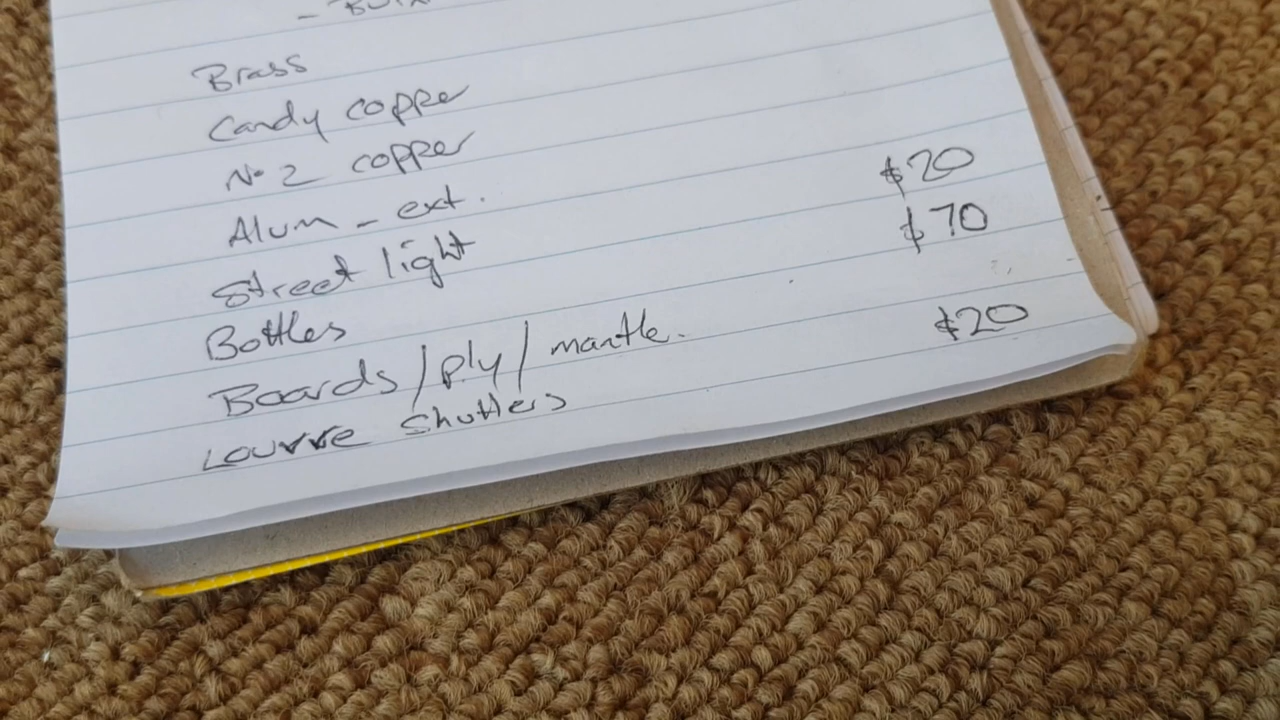 Brass
Candy copper
No 2 copper
Alum - ext.
Street light $20
Bottles $70
Boards / ply / mantle.
Louvre shutters $20